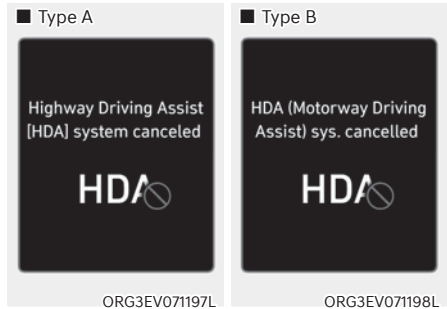 ■ Type A
Highway Driving Assist
[HDA] system canceled
HDA
ORG3EV071197L
■ Type B
HDA (Motorway Driving
Assist) sys. cancelled
HDA
ORG3EV071198L